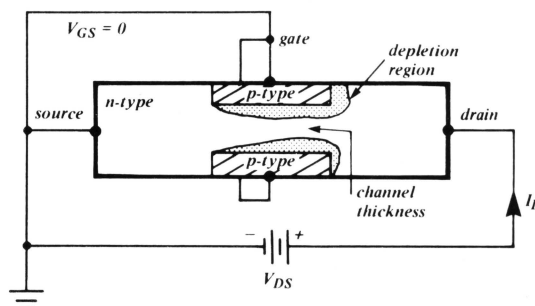 V_GS = 0
gate
depletion
region
p-type
n-type
source
drain
p-type
channel
thickness
− +
V_DS